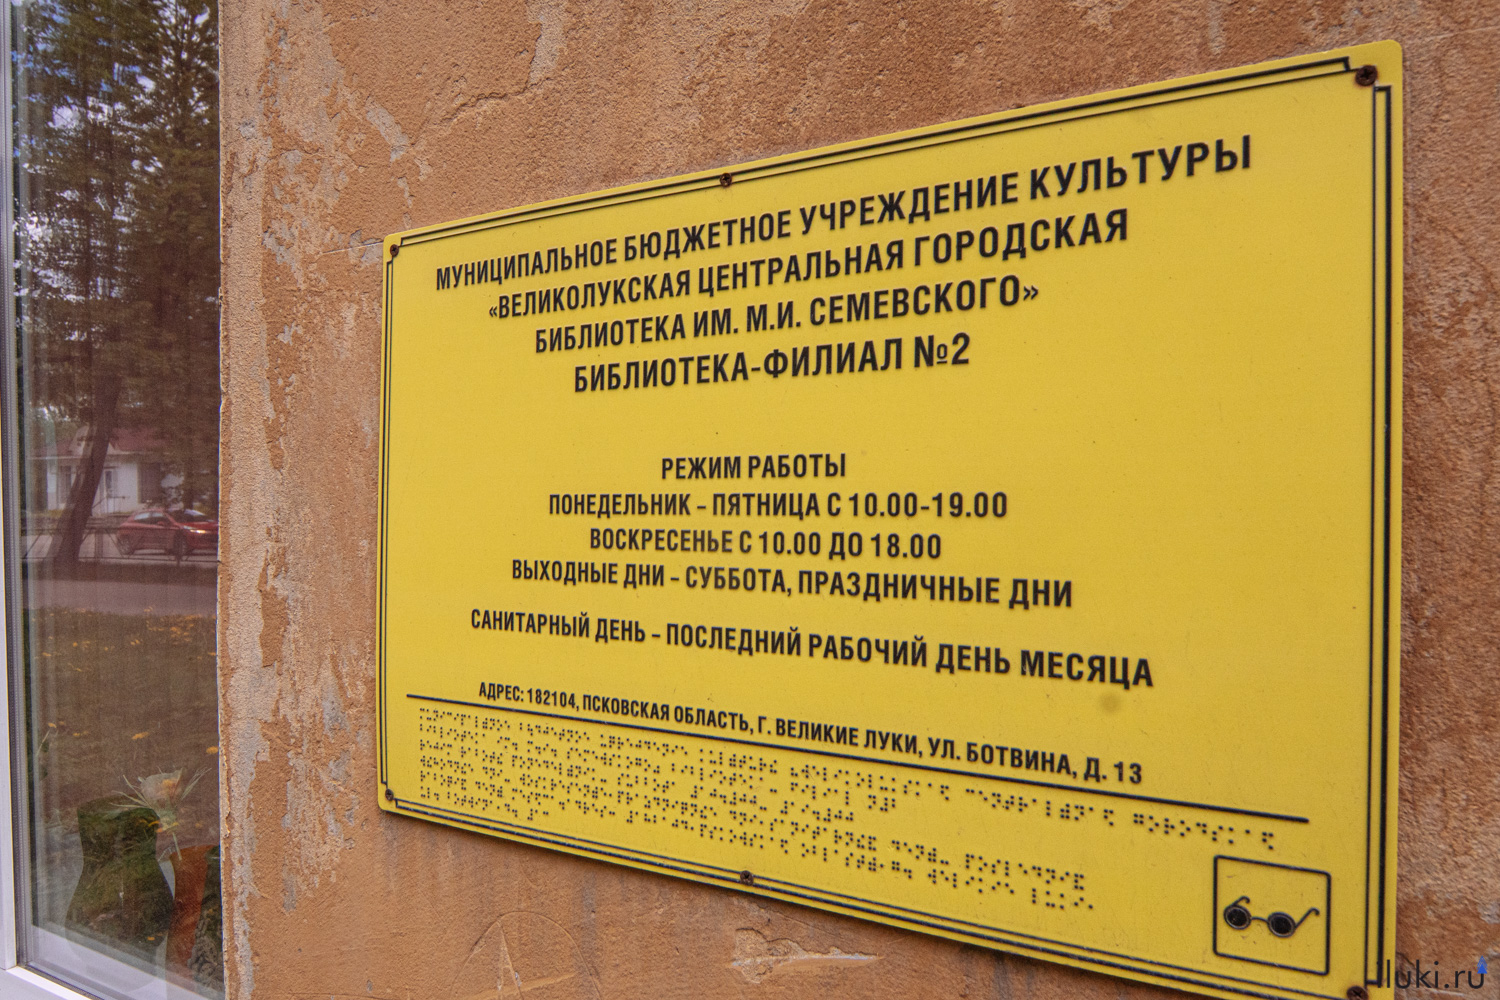 МУНИЦИПАЛЬНОЕ БЮДЖЕТНОЕ УЧРЕЖДЕНИЕ КУЛЬТУРЫ
«ВЕЛИКОЛУКСКАЯ ЦЕНТРАЛЬНАЯ ГОРОДСКАЯ
БИБЛИОТЕКА ИМ. М.И. СЕМЕВСКОГО»
БИБЛИОТЕКА-ФИЛИАЛ №2
РЕЖИМ РАБОТЫ
ПОНЕДЕЛЬНИК - ПЯТНИЦА С 10.00-19.00
ВОСКРЕСЕНЬЕ С 10.00 ДО 18.00
ВЫХОДНЫЕ ДНИ - СУББОТА, ПРАЗДНИЧНЫЕ ДНИ
САНИТАРНЫЙ ДЕНЬ - ПОСЛЕДНИЙ РАБОЧИЙ ДЕНЬ МЕСЯЦА
АДРЕС: 182104, ПСКОВСКАЯ ОБЛАСТЬ, Г. ВЕЛИКИЕ ЛУКИ, УЛ. БОТВИНА, Д. 13
iluki.ru